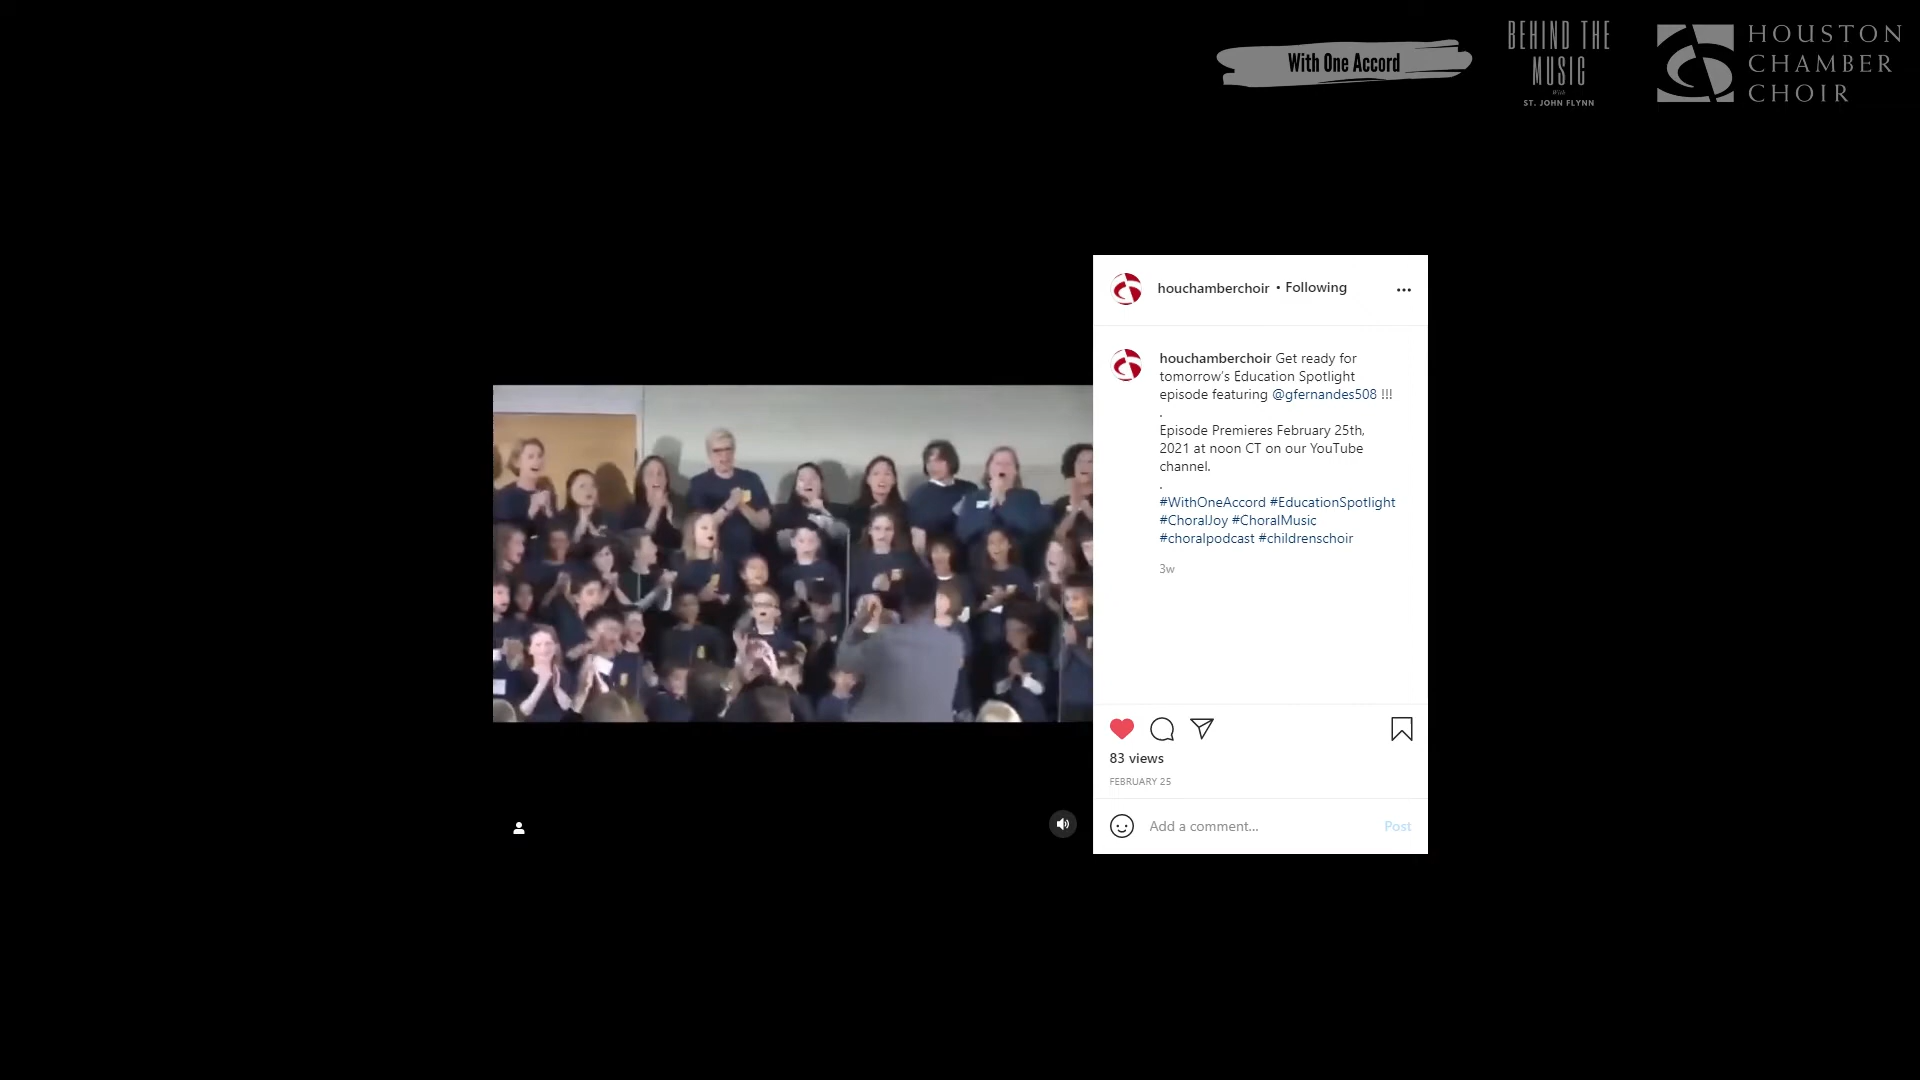 With One Accord
BEHIND THE
MUSIC
With
ST. JOHN FLYNN
HOUSTON
CHAMBER
CHOIR
houchamberchoir • Following
houchamberchoir Get ready for
tomorrow's Education Spotlight
episode featuring @gfernandes508 !!!
.
Episode Premieres February 25th,
2021 at noon CT on our YouTube
channel.
.
#WithOneAccord #EducationSpotlight
#ChoralJoy #ChoralMusic
#choralpodcast #childrenschoir
3w
83 views
FEBRUARY 25
Add a comment...
Post